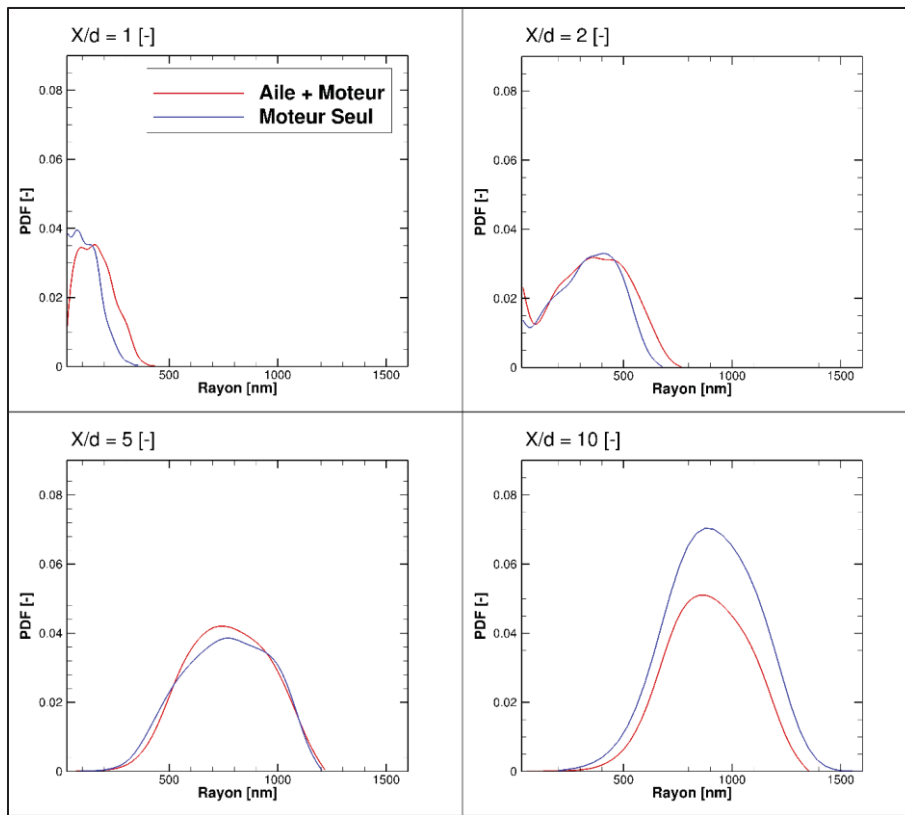 X/d = 1 [-]
PDF [-]
0.08
0.06
0.04
0.02
0
Aile + Moteur
Moteur Seul
500
1000
1500
Rayon [nm]
X/d = 2 [-]
PDF [-]
0.08
0.06
0.04
0.02
0
500
1000
1500
Rayon [nm]
X/d = 5 [-]
PDF [-]
0.08
0.06
0.04
0.02
0
500
1000
1500
Rayon [nm]
X/d = 10 [-]
PDF [-]
0.08
0.06
0.04
0.02
0
500
1000
1500
Rayon [nm]